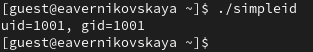 [guest@eavernikovskaya ~]$ ./simpleid
uid=1001, gid=1001
[guest@eavernikovskaya ~]$